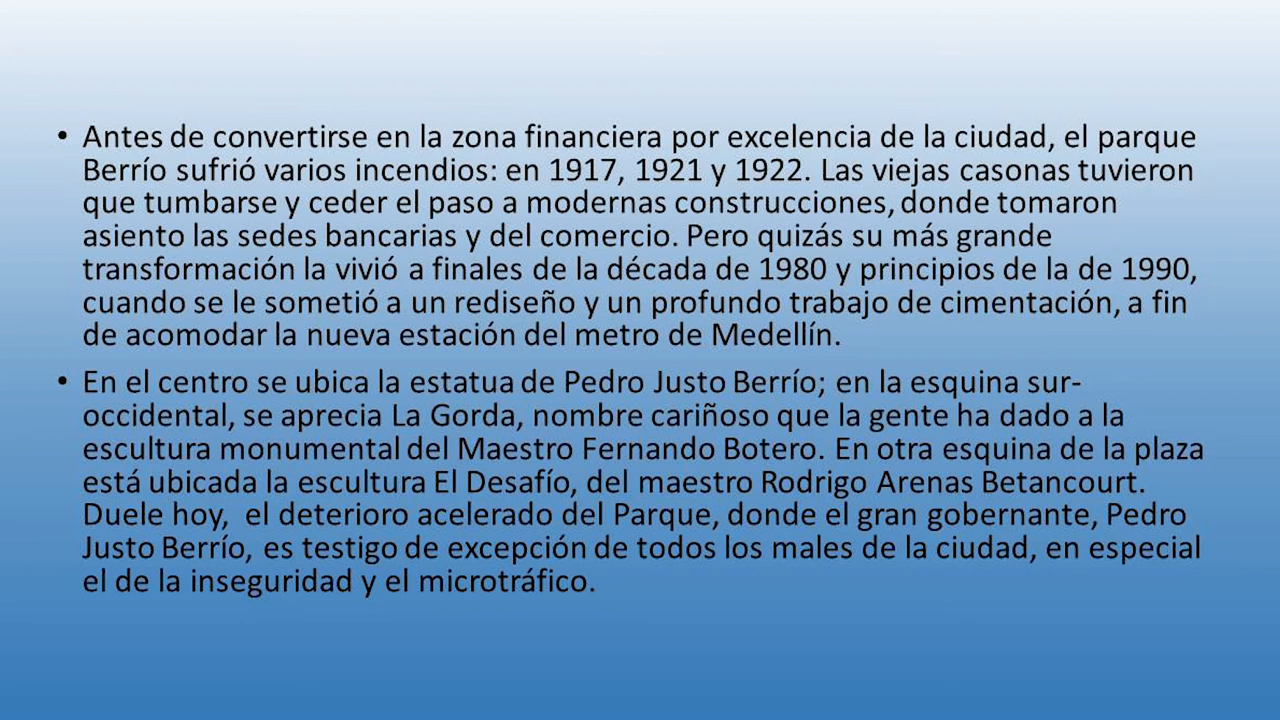 • Antes de convertirse en la zona financiera por excelencia de la ciudad, el parque
Berrío sufrió varios incendios: en 1917, 1921 y 1922. Las viejas casonas tuvieron
que tumbarse y ceder el paso a modernas construcciones, donde tomaron
asiento las sedes bancarias y del comercio. Pero quizás su más grande
transformación la vivió a finales de la década de 1980 y principios de la de 1990,
cuando se le sometió a un rediseño y un profundo trabajo de cimentación, a fin
de acomodar la nueva estación del metro de Medellín.
• En el centro se ubica la estatua de Pedro Justo Berrío; en la esquina sur-
occidental, se aprecia La Gorda, nombre cariñoso que la gente ha dado a la
escultura monumental del Maestro Fernando Botero. En otra esquina de la plaza
está ubicada la escultura El Desafío, del maestro Rodrigo Arenas Betancourt.
Duele hoy,  el deterioro acelerado del Parque, donde el gran gobernante, Pedro
Justo Berrío, es testigo de excepción de todos los males de la ciudad, en especial
el de la inseguridad y el microtráfico.